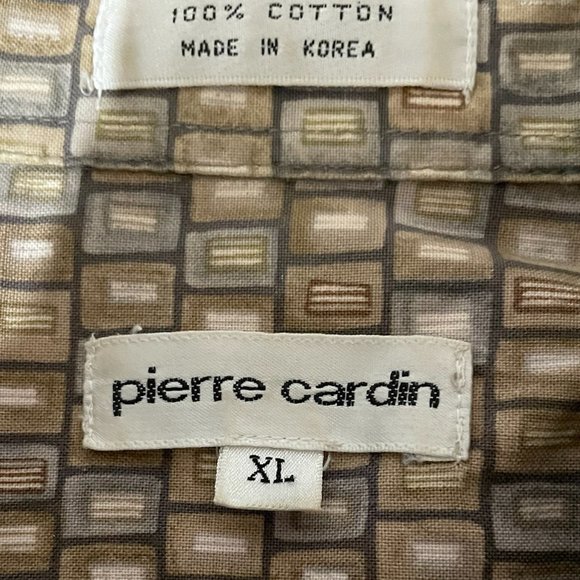 100% COTTON
MADE IN KOREA
pierre cardin
XL